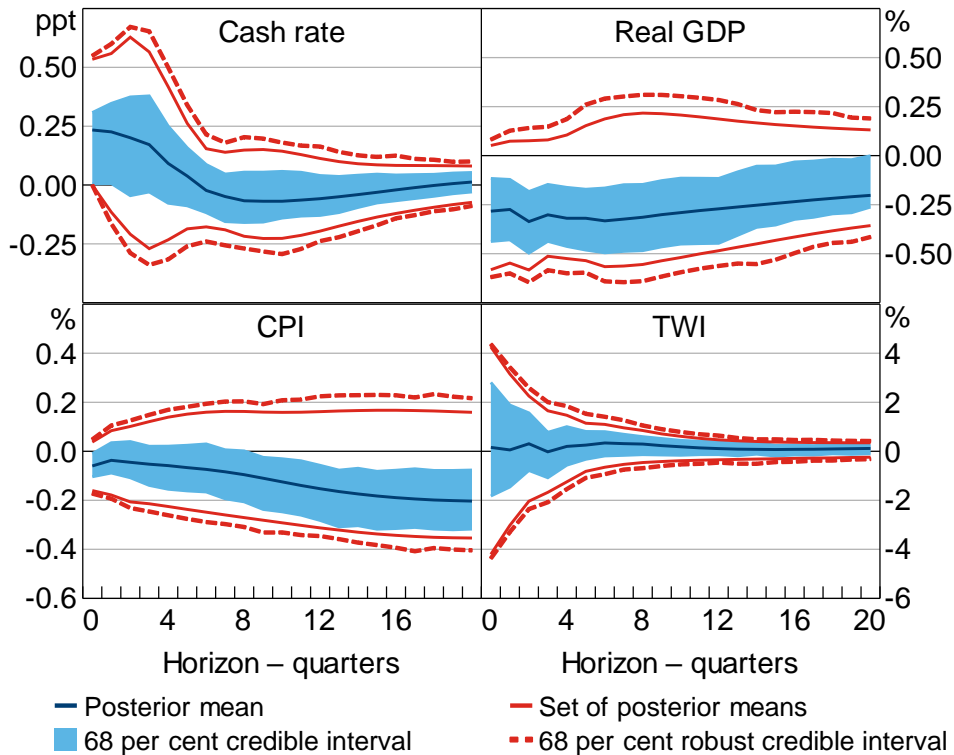 ppt
Cash rate
Real GDP
%
0.50
0.50
0.25
0.25
0.00
0.00
-0.25
-0.25
-0.50
%
CPI
TWI
%
0.4
4
0.2
2
0.0
0
-0.2
-2
-0.4
-4
-0.6
-6
0 4 8 12 16 0 4 8 12 16 20
Horizon – quarters
Horizon – quarters
Posterior mean
Set of posterior means
68 per cent credible interval
68 per cent robust credible interval